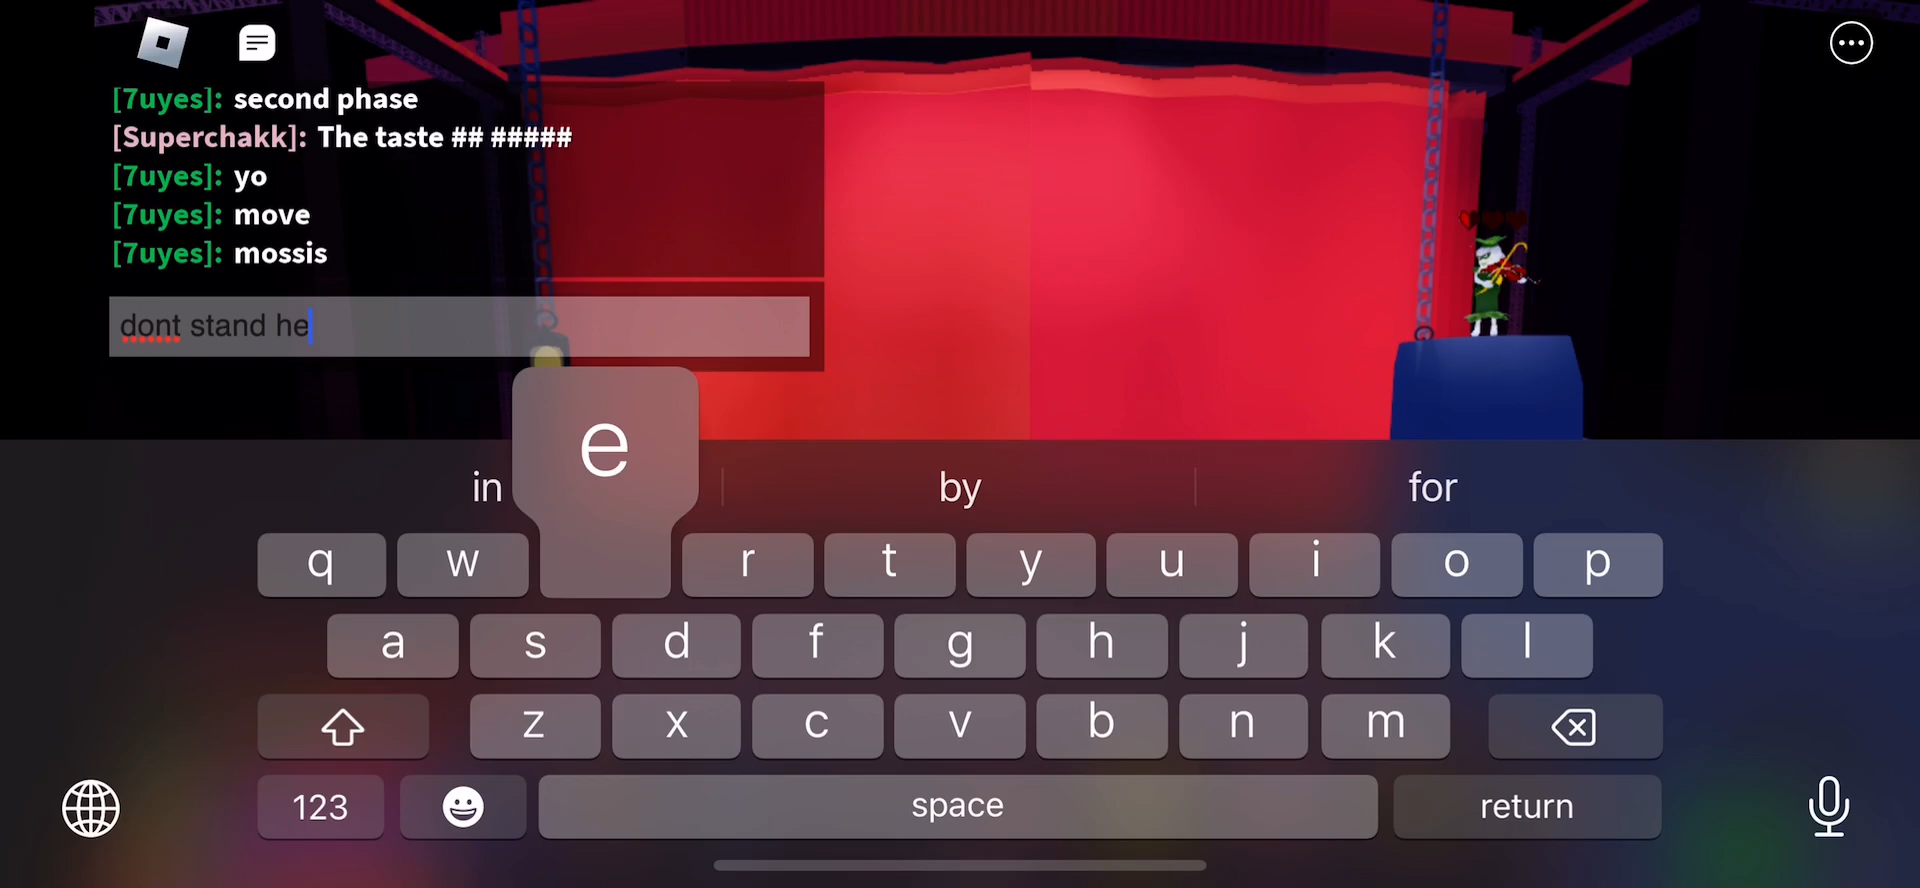 [7uyes]: second phase
[Superchakk]: The taste ## #####
[7uyes]: yo
[7uyes]: move
[7uyes]: mossis
dont stand he
e
in by for
q w r t y u i o p
a s d f g h j k l
z x c v b n m
123 space return